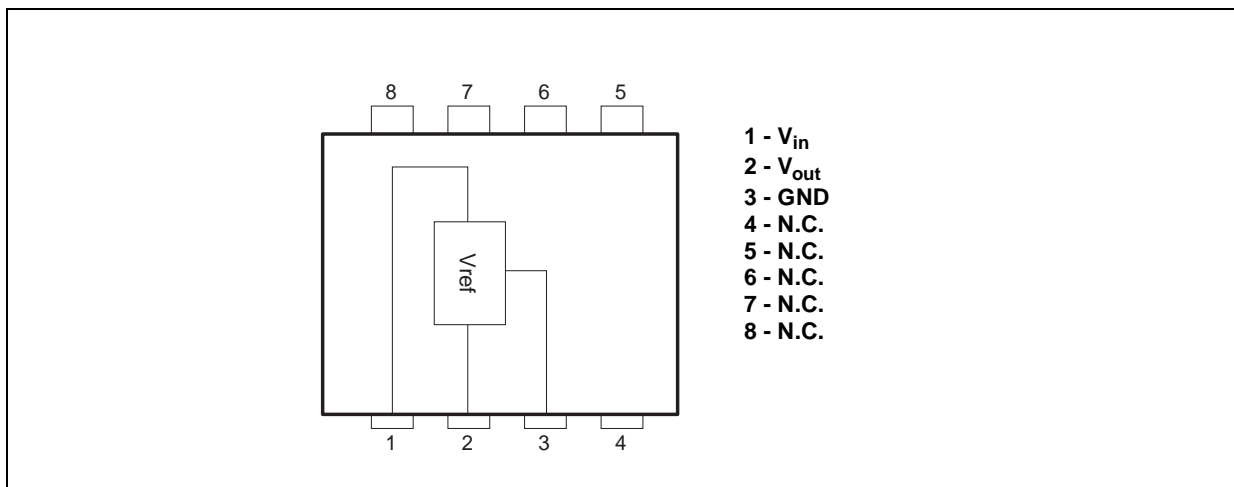 8 7 6 5
1 - Vin
2 - Vout
3 - GND
4 - N.C.
5 - N.C.
6 - N.C.
7 - N.C.
8 - N.C.
Vref
1 2 3 4